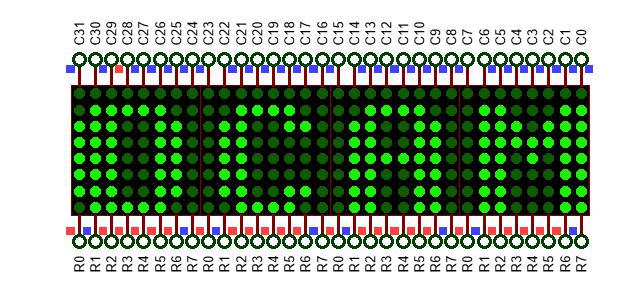 C31 C30 C29 C28 C27 C26 C25 C24 C23 C22 C21 C20 C19 C18 C17 C16 C15 C14 C13 C12 C11 C10 C9 C8 C7 C6 C5 C4 C3 C2 C1 C0
OCAM
R0 R1 R2 R3 R4 R5 R6 R7 R0 R1 R2 R3 R4 R5 R6 R7 R0 R1 R2 R3 R4 R5 R6 R7 R0 R1 R2 R3 R4 R5 R6 R7